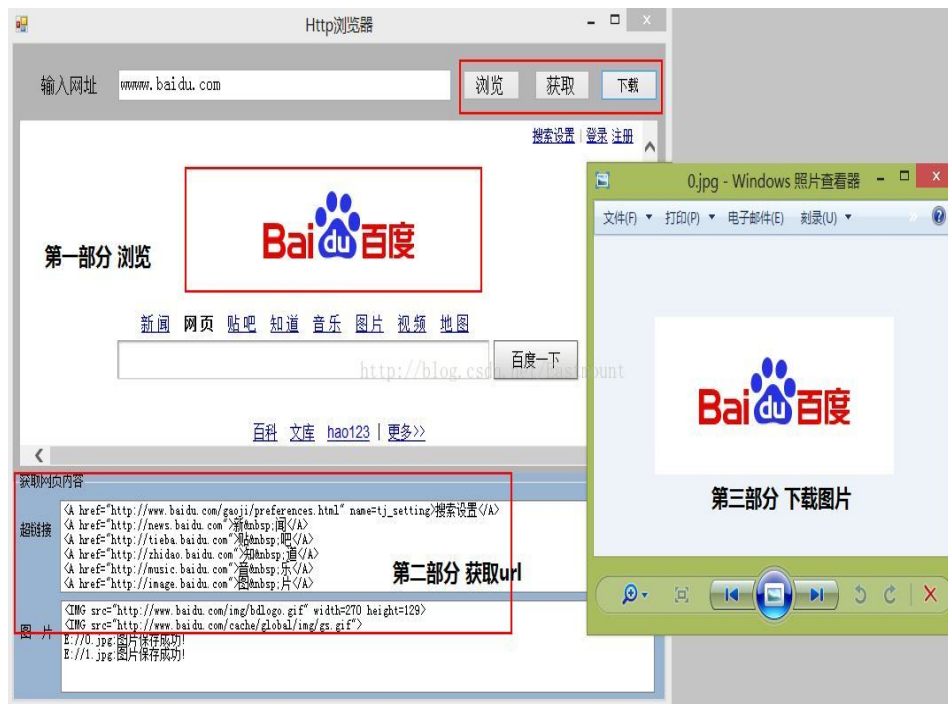 Http浏览器
输入网址 wwww.baidu.com 浏览 获取 下载
搜索设置 | 登录 注册
Bai du 百度
第一部分 浏览
新闻 网页 贴吧 知道 音乐 图片 视频 地图
百度一下
http://blog.csdn.net/Eastmount
百科 文库 hao123 | 更多>>
获取网页内容
超链接
<A href="http://www.baidu.com/gaoji/preferences.html" name=tj_setting>搜索设置</A>
<A href="http://news.baidu.com">新&nbsp;闻</A>
<A href="http://tieba.baidu.com">贴&nbsp;吧</A>
<A href="http://zhidao.baidu.com">知&nbsp;道</A>
<A href="http://music.baidu.com">音&nbsp;乐</A>
<A href="http://image.baidu.com">图&nbsp;片</A>
第二部分 获取url
图 片
<IMG src="http://www.baidu.com/img/bdlogo.gif" width=270 height=129>
<IMG src="http://www.baidu.com/cache/global/img/gs.gif">
E://0.jpg:图片保存成功!
E://1.jpg:图片保存成功!
0.jpg - Windows 照片查看器
文件(F) 打印(P) 电子邮件(E) 刻录(U)
Bai du 百度
第三部分 下载图片